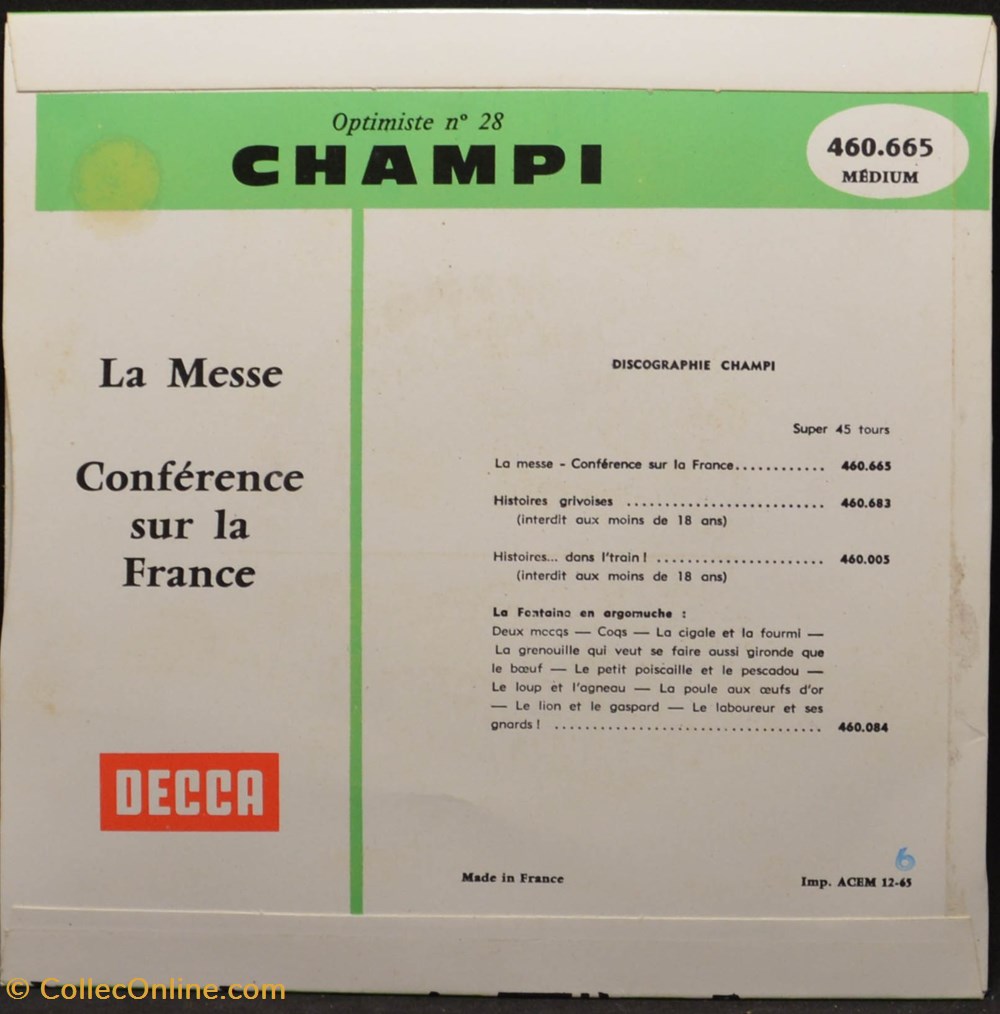 Optimiste n° 28
CHAMPI
460.665
MÉDIUM
La Messe
Conférence
sur la
France
DECCA
DISCOGRAPHIE CHAMPI
Super 45 tours
La messe - Conférence sur la France............ 460.665
Histoires grivoises ......................... 460.683
(interdit aux moins de 18 ans)
Histoires... dans l'train ! ..................... 460.005
(interdit aux moins de 18 ans)
La Fontaine en argomuche :
Deux mecqs — Coqs — La cigale et la fourmi —
La grenouille qui veut se faire aussi gironde que
le bœuf — Le petit poiscaille et le pescadou —
Le loup et l'agneau — La poule aux œufs d'or
— Le lion et le gaspard — Le laboureur et ses
gnards ! .................................. 460.084
Made in France
6
Imp. ACEM 12-65
© CollecOnline.com